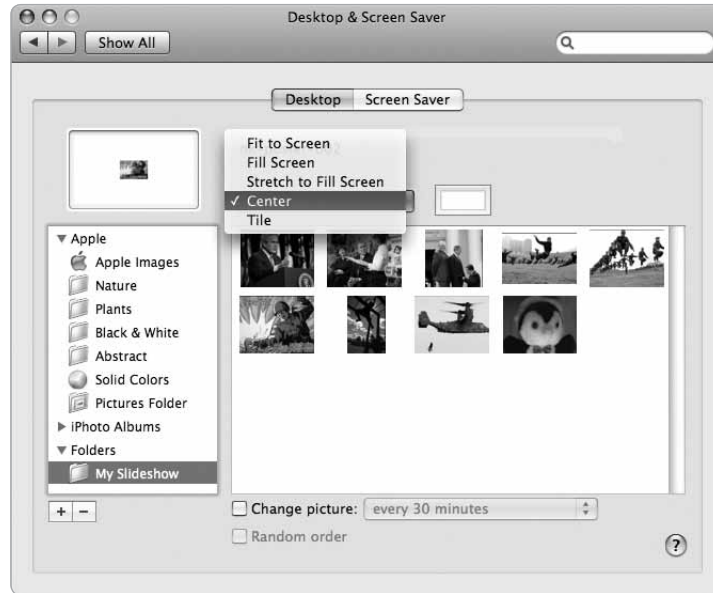 Desktop & Screen Saver
Show All
Desktop Screen Saver
Fit to Screen
Fill Screen
Stretch to Fill Screen
✓ Center
Tile
Apple
Apple Images
Nature
Plants
Black & White
Abstract
Solid Colors
Pictures Folder
iPhoto Albums
Folders
My Slideshow
+ −
Change picture: every 30 minutes
Random order
?